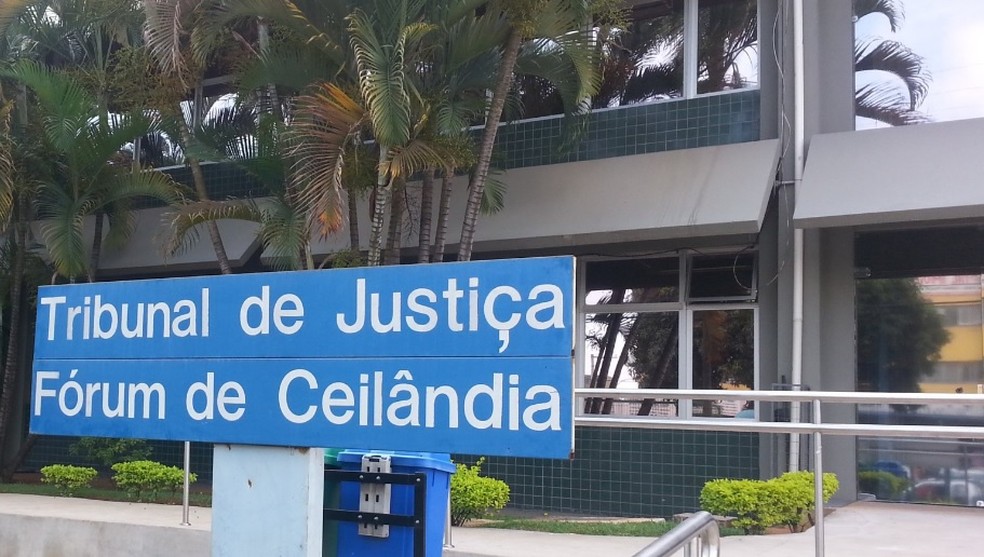 Tribunal de Justiça
Fórum de Ceilândia